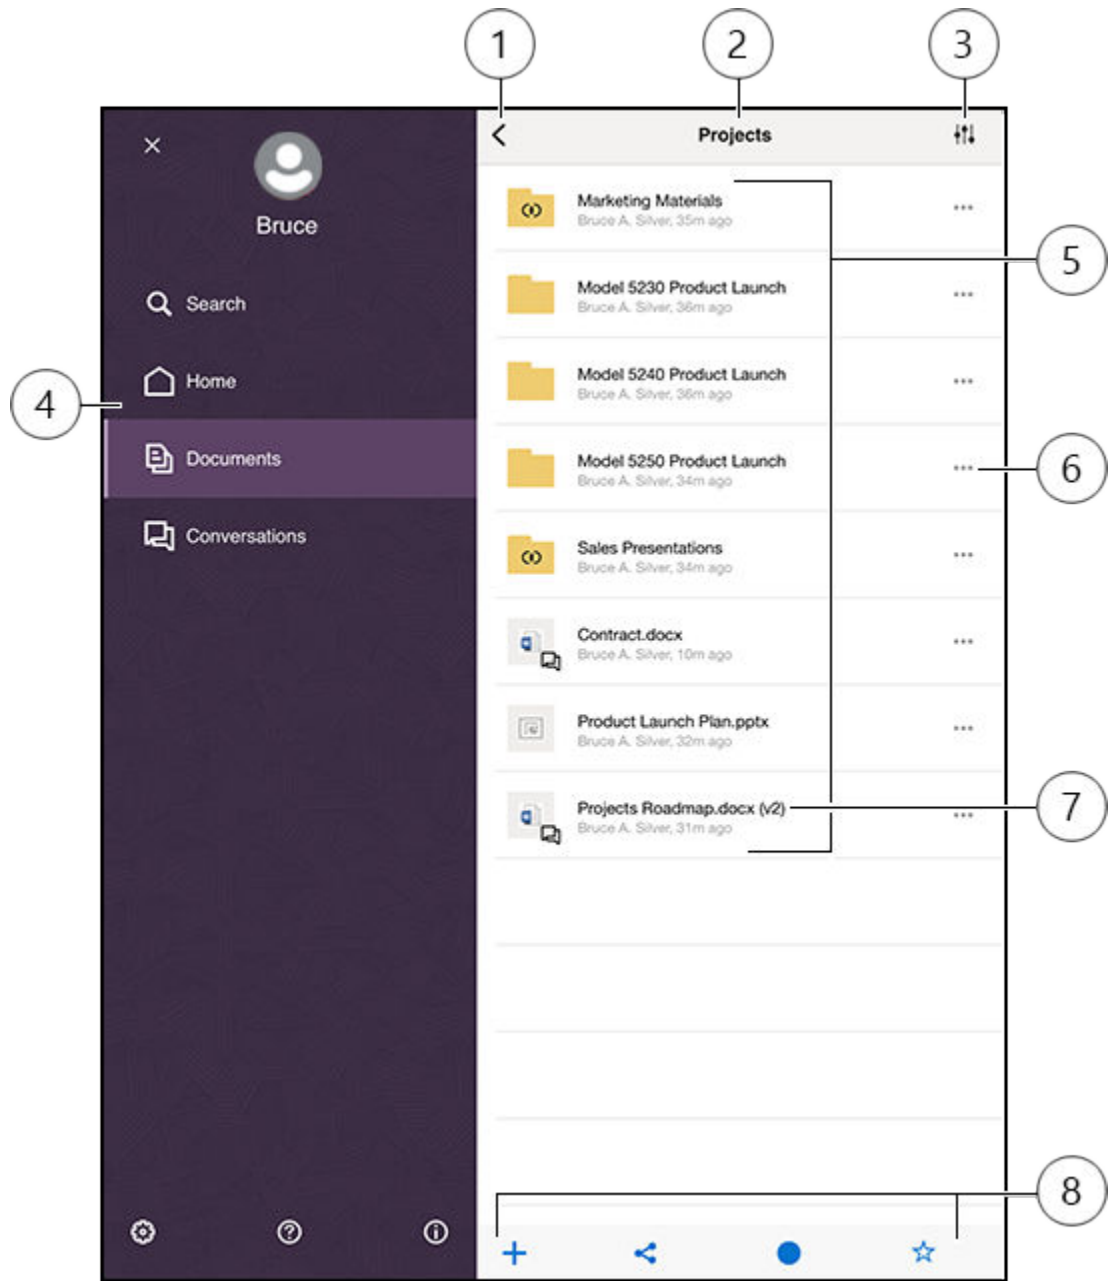 1
2
3
Projects
Bruce
Search
Home
Documents
Conversations
4
Marketing Materials
Bruce A. Silver, 35m ago
Model 5230 Product Launch
Bruce A. Silver, 36m ago
Model 5240 Product Launch
Bruce A. Silver, 36m ago
Model 5250 Product Launch
Bruce A. Silver, 34m ago
Sales Presentations
Bruce A. Silver, 34m ago
Contract.docx
Bruce A. Silver, 10m ago
Product Launch Plan.pptx
Bruce A. Silver, 32m ago
Projects Roadmap.docx (v2)
Bruce A. Silver, 31m ago
5
6
7
8